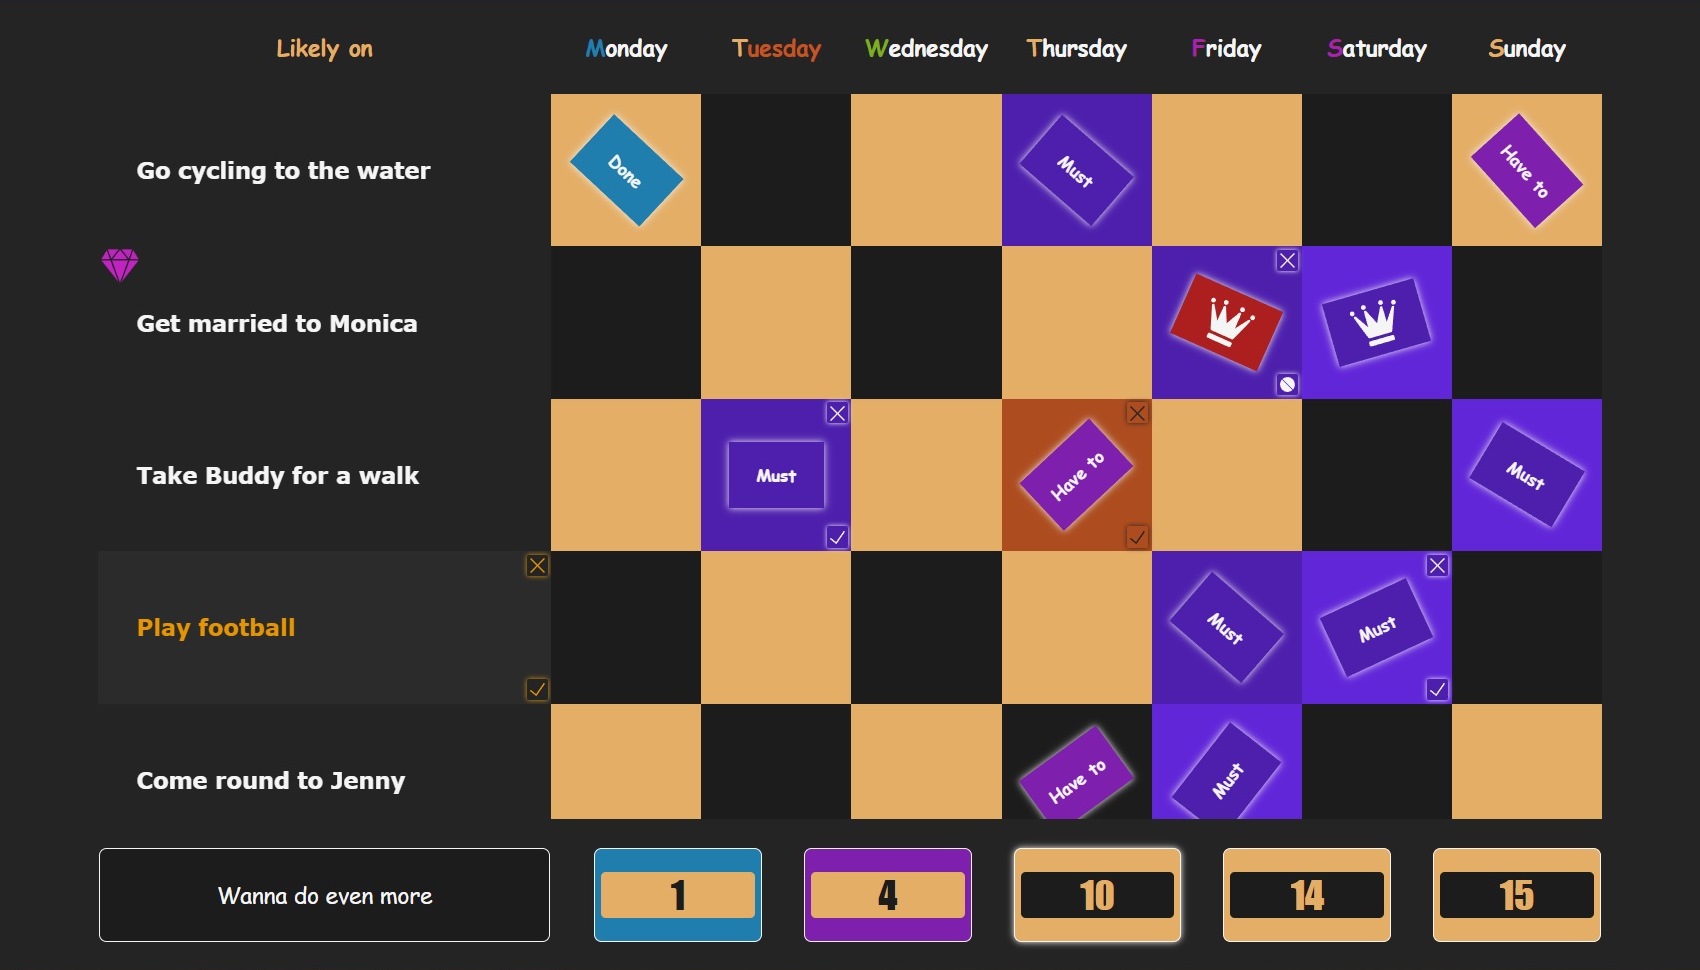 Likely on Monday Tuesday Wednesday Thursday Friday Saturday Sunday
Go cycling to the water Done Must Have to
Get married to Monica
Take Buddy for a walk Must Have to Must
Play football Must Must
Come round to Jenny Have to Must
Wanna do even more 1 4 10 14 15